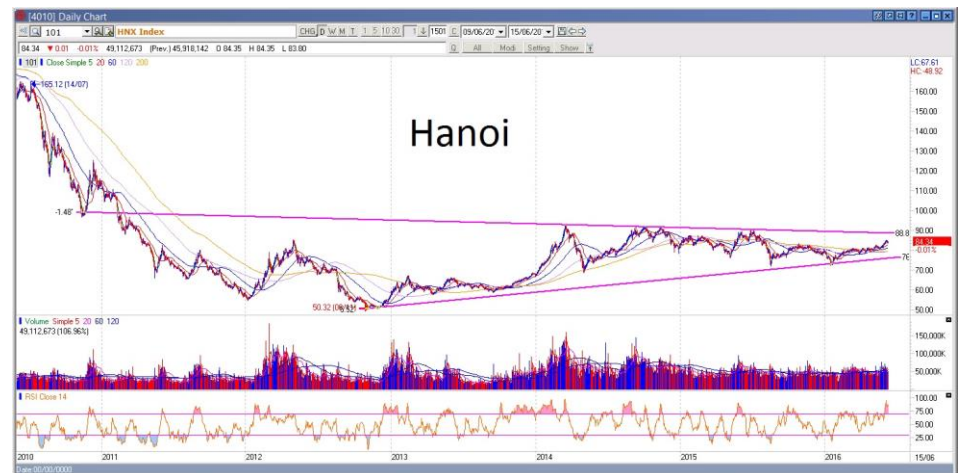 [4010] Daily Chart
101 HNX Index CHG D W M T 1 5 10 30 1 1501 C 09/06/20 15/06/20
84.34 ▼ 0.01 -0.01% 49,112,673 (Prev.) 45,918,142 O 84.35 H 84.35 L 83.80 Q All Modi Setting Show
101 Close Simple 5 20 60 120 200
LC:67.61
HC:-48.92
165.12 (14/07)
160.00
150.00
Hanoi
140.00
130.00
120.00
110.00
100.00
-1.48
90.00
88.8
84.34
-0.01%
76
70.00
60.00
50.32
50.00
Volume Simple 5 20 60 120
49,112,673 (106.96%)
150,000K
100,000K
50,000K
RSI Close 14
100.00
75.00
50.00
25.00
2010 2011 2012 2013 2014 2015 2016 15/06
Date:00/00/0000